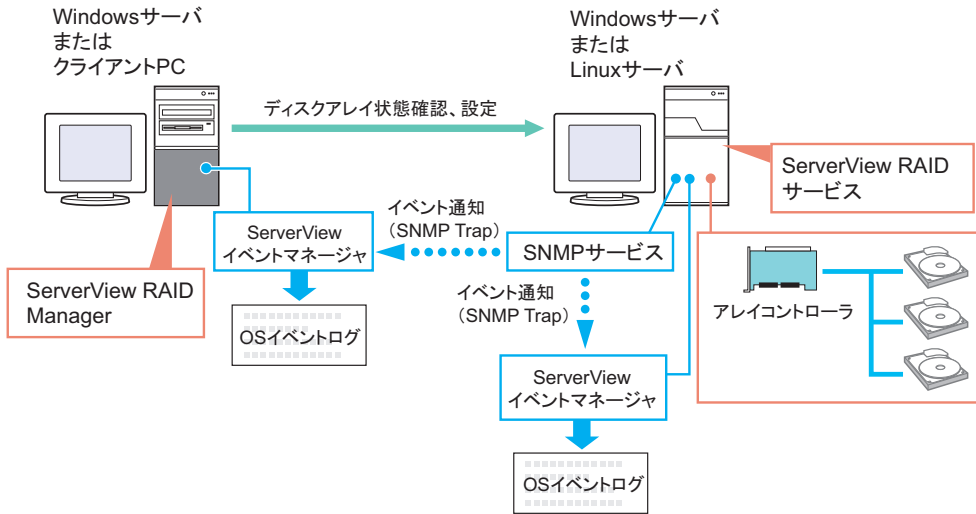 Windowsサーバ
または
クライアントPC
Windowsサーバ
または
Linuxサーバ
ディスクアレイ状態確認、設定
ServerView RAID
サービス
イベント通知
（SNMP Trap）
ServerView
イベントマネージャ
SNMPサービス
ServerView RAID
Manager
イベント通知
（SNMP Trap）
アレイコントローラ
OSイベントログ
ServerView
イベントマネージャ
OSイベントログ